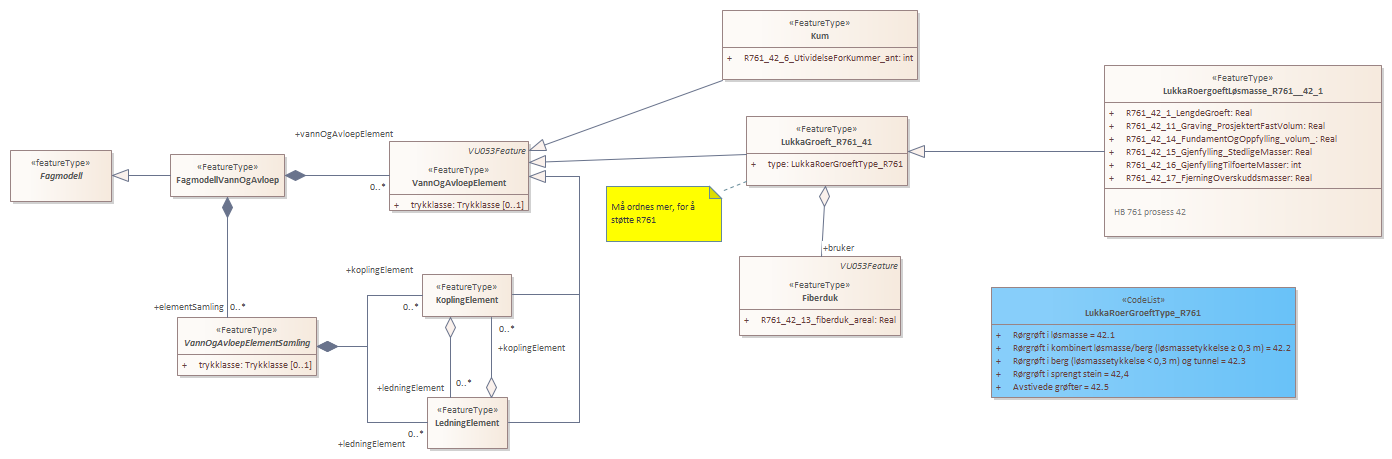 «FeatureType»
Kum
+ R761_42_6_UtividelseForKummer_ant: int
«FeatureType»
LukkaRoergoeftLøsmasse_R761__42_1
+ R761_42_1_LengdeGroeft: Real
+ R761_42_11_Graving_ProsjektertFastVolum: Real
+ R761_42_14_FundamentOgOppfylling_volum_: Real
+ R761_42_15_Gjenfylling_StedligeMasser: Real
+ R761_42_16_GjenfyllingTilfoerteMasser: int
+ R761_42_17_FjerningOverskuddsmasser: Real
HB 761 prosess 42
«FeatureType»
LukkaGroeft_R761_41
+ type: LukkaRoerGroeftType_R761
+vannOgAvloepElement
0..*
VU053Feature
«FeatureType»
VannOgAvloepElement
+ trykklasse: Trykklasse [0..1]
«featureType»
Fagmodell
«FeatureType»
FagmodellVannOgAvloep
Må ordnes mer, for å
støtte R761
+bruker
VU053Feature
«FeatureType»
Fiberduk
+ R761_42_13_fiberduk_areal: Real
+koplingElement
0..*
«FeatureType»
KoplingElement
+elementSamling 0..*
«FeatureType»
VannOgAvloepElementSamling
+ trykklasse: Trykklasse [0..1]
0..*
+koplingElement
+ledningElement
0..*
«FeatureType»
LedningElement
0..*
+ledningElement
«CodeList»
LukkaRoerGroeftType_R761
+ Rørgrøft i løsmasse = 42.1
+ Rørgrøft i kombinert løsmasse/berg (løsmassetykkelse ≥ 0,3 m) = 42.2
+ Rørgrøft i berg (løsmassetykkelse < 0,3 m) og tunnel = 42.3
+ Rørgrøft i sprengt stein = 42,4
+ Avstivede grøfter = 42.5